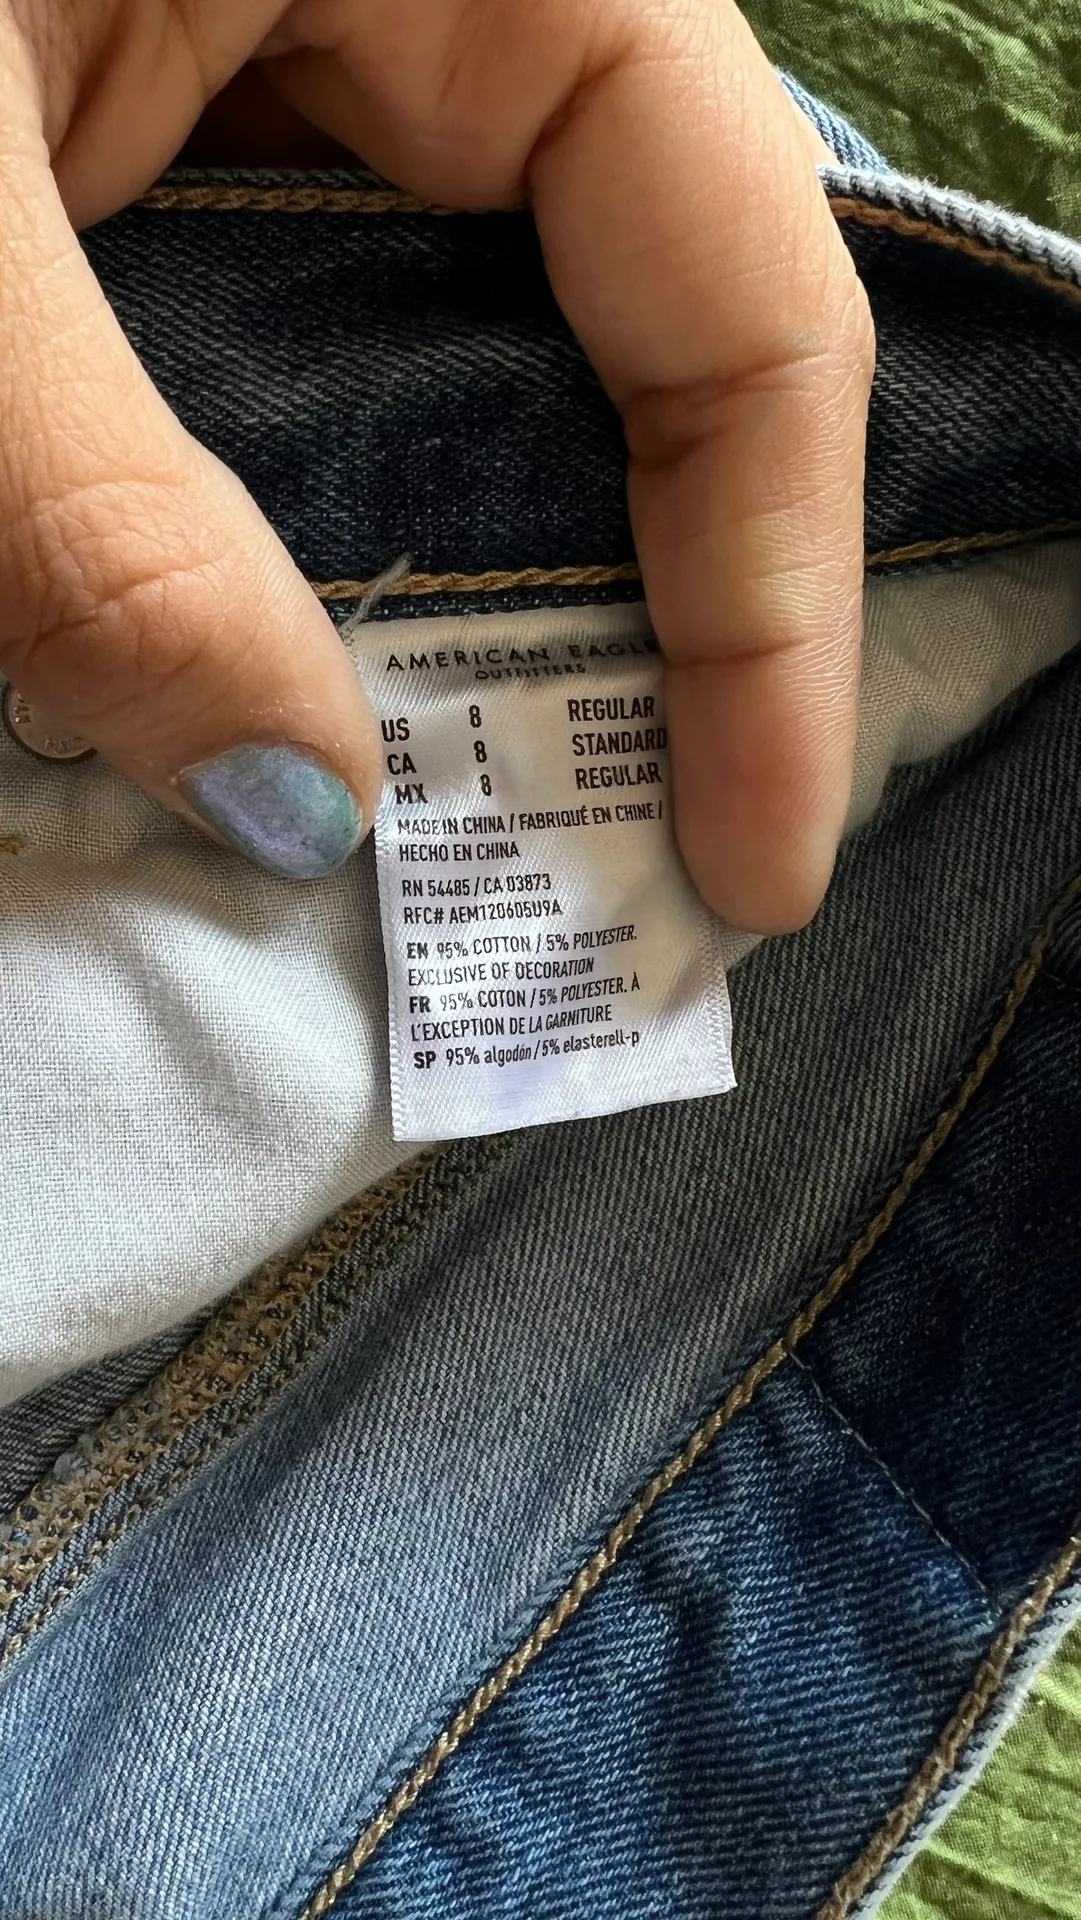 AMERICAN EAGLE
OUTFITTERS
US 8 REGULAR
CA 8 STANDARD
MX 8 REGULAR
MADE IN CHINA / FABRIQUÉ EN CHINE /
HECHO EN CHINA
RN 54485 / CA 03873
RFC# AEM120605U9A
EN 95% COTTON / 5% POLYESTER.
EXCLUSIVE OF DECORATION
FR 95% COTON / 5% POLYESTER. À
L'EXCEPTION DE LA GARNITURE
SP 95% algodón / 5% elasterell-p